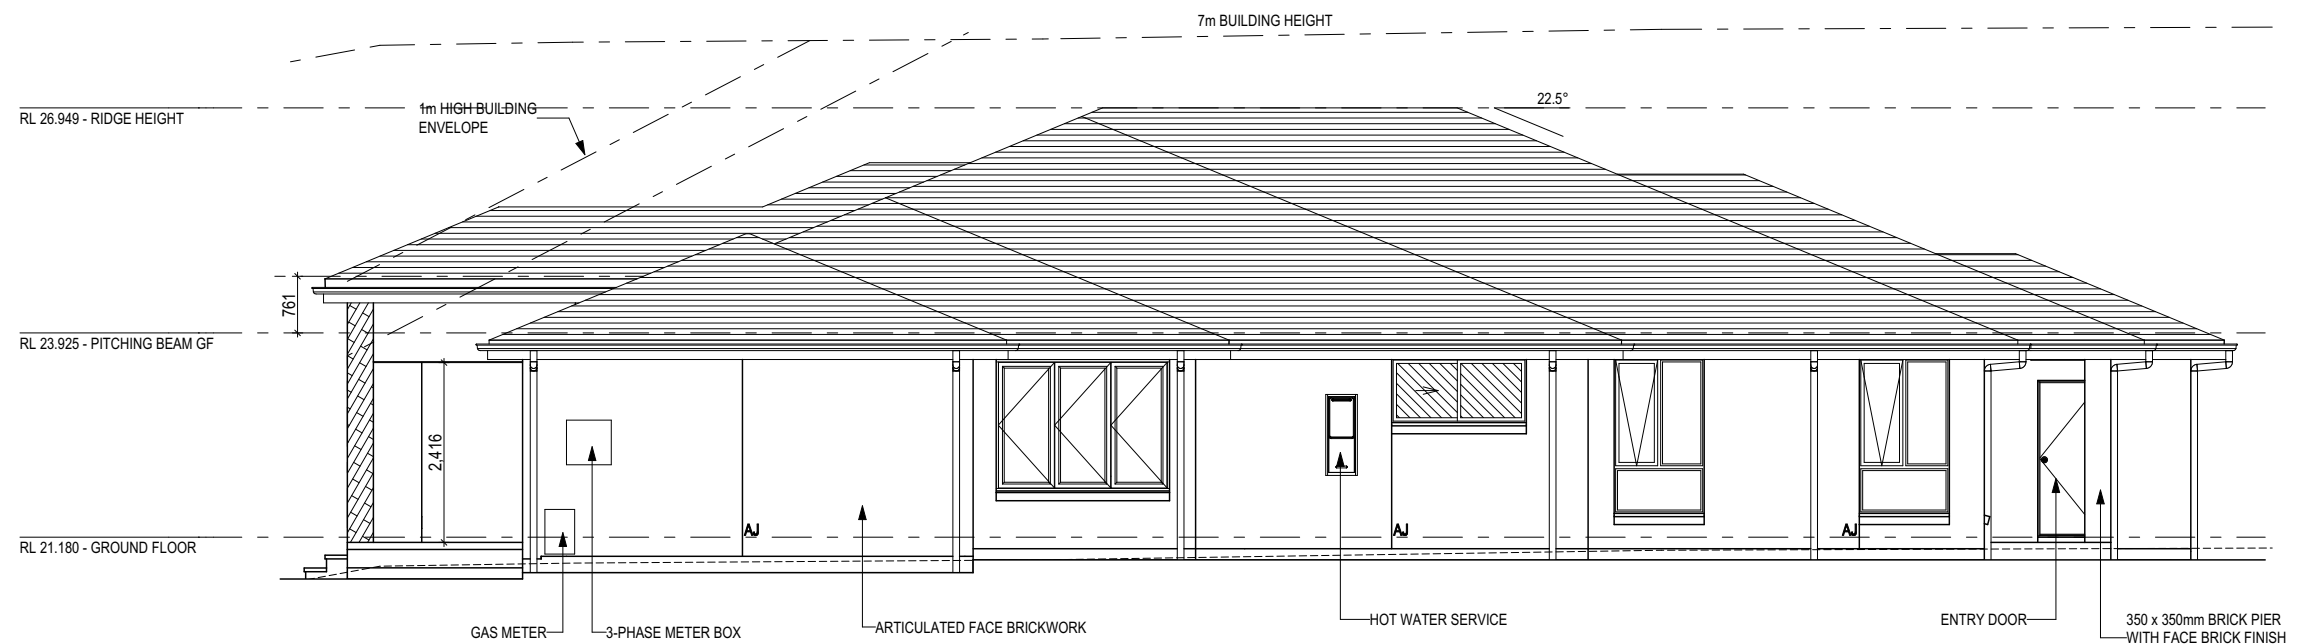 7m BUILDING HEIGHT
22.5°
1m HIGH BUILDING
ENVELOPE
RL 26.949 - RIDGE HEIGHT
761
RL 23.925 - PITCHING BEAM GF
2,416
AJ
AJ
AJ
RL 21.180 - GROUND FLOOR
GAS METER
3-PHASE METER BOX
ARTICULATED FACE BRICKWORK
HOT WATER SERVICE
ENTRY DOOR
350 x 350mm BRICK PIER
WITH FACE BRICK FINISH